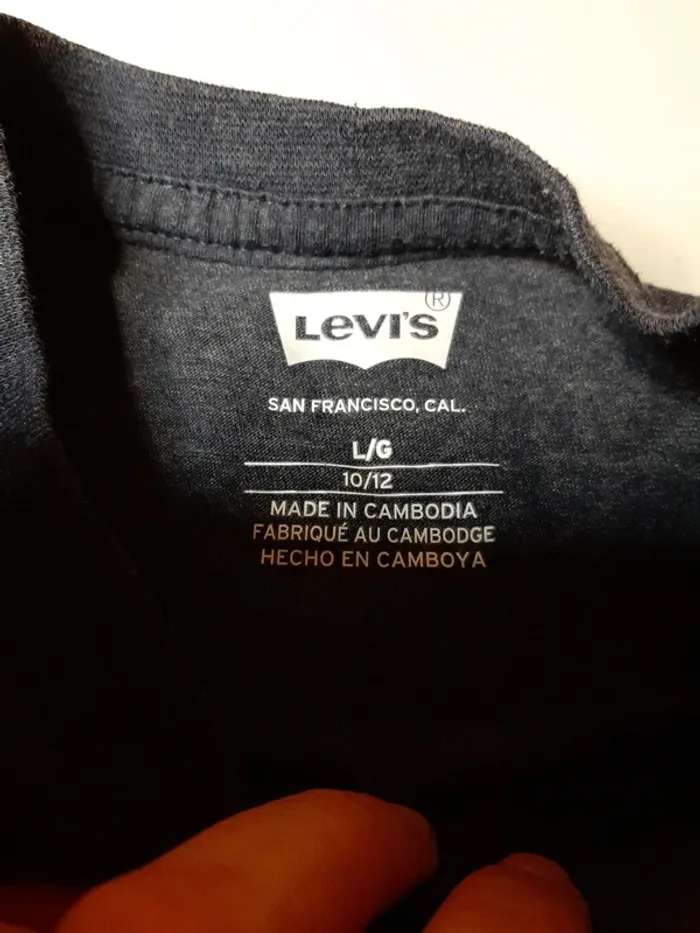 LEVI'S ®
SAN FRANCISCO, CAL.
L/G
10/12
MADE IN CAMBODIA
FABRIQUÉ AU CAMBODGE
HECHO EN CAMBOYA